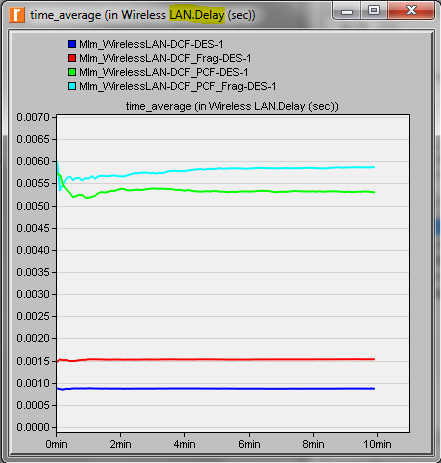 time_average (in Wireless LAN.Delay (sec))
Mlm_WirelessLAN-DCF-DES-1
Mlm_WirelessLAN-DCF_Frag-DES-1
Mlm_WirelessLAN-DCF_PCF-DES-1
Mlm_WirelessLAN-DCF_PCF_Frag-DES-1
time_average (in Wireless LAN.Delay (sec))
0.0070
0.0065
0.0060
0.0055
0.0050
0.0045
0.0040
0.0035
0.0030
0.0025
0.0020
0.0015
0.0010
0.0005
0.0000
0min 2min 4min 6min 8min 10min